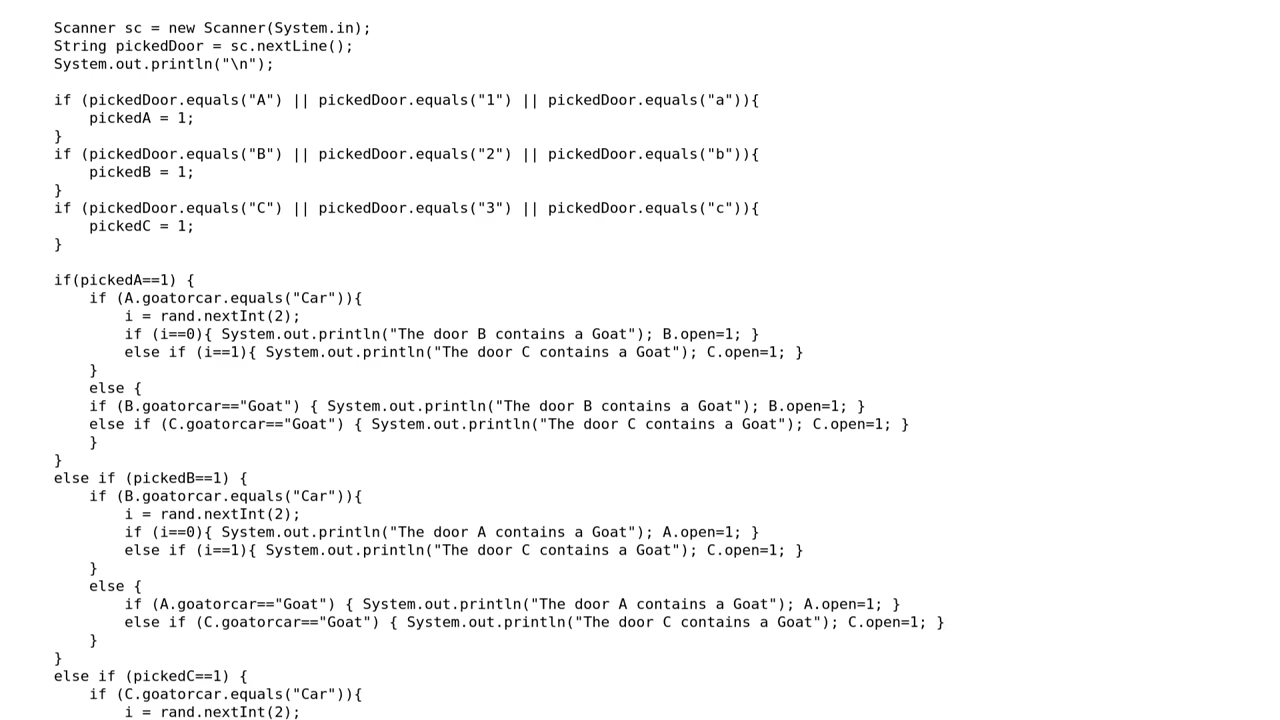 Scanner sc = new Scanner(System.in);
String pickedDoor = sc.nextLine();
System.out.println("\n");

if (pickedDoor.equals("A") || pickedDoor.equals("1") || pickedDoor.equals("a")){
    pickedA = 1;
}
if (pickedDoor.equals("B") || pickedDoor.equals("2") || pickedDoor.equals("b")){
    pickedB = 1;
}
if (pickedDoor.equals("C") || pickedDoor.equals("3") || pickedDoor.equals("c")){
    pickedC = 1;
}

if(pickedA==1) {
    if (A.goatorcar.equals("Car")){
        i = rand.nextInt(2);
        if (i==0){ System.out.println("The door B contains a Goat"); B.open=1; }
        else if (i==1){ System.out.println("The door C contains a Goat"); C.open=1; }
    }
    else {
    if (B.goatorcar=="Goat") { System.out.println("The door B contains a Goat"); B.open=1; }
    else if (C.goatorcar=="Goat") { System.out.println("The door C contains a Goat"); C.open=1; }
    }
}
else if (pickedB==1) {
    if (B.goatorcar.equals("Car")){
        i = rand.nextInt(2);
        if (i==0){ System.out.println("The door A contains a Goat"); A.open=1; }
        else if (i==1){ System.out.println("The door C contains a Goat"); C.open=1; }
    }
    else {
        if (A.goatorcar=="Goat") { System.out.println("The door A contains a Goat"); A.open=1; }
        else if (C.goatorcar=="Goat") { System.out.println("The door C contains a Goat"); C.open=1; }
    }
}
else if (pickedC==1) {
    if (C.goatorcar.equals("Car")){
        i = rand.nextInt(2);